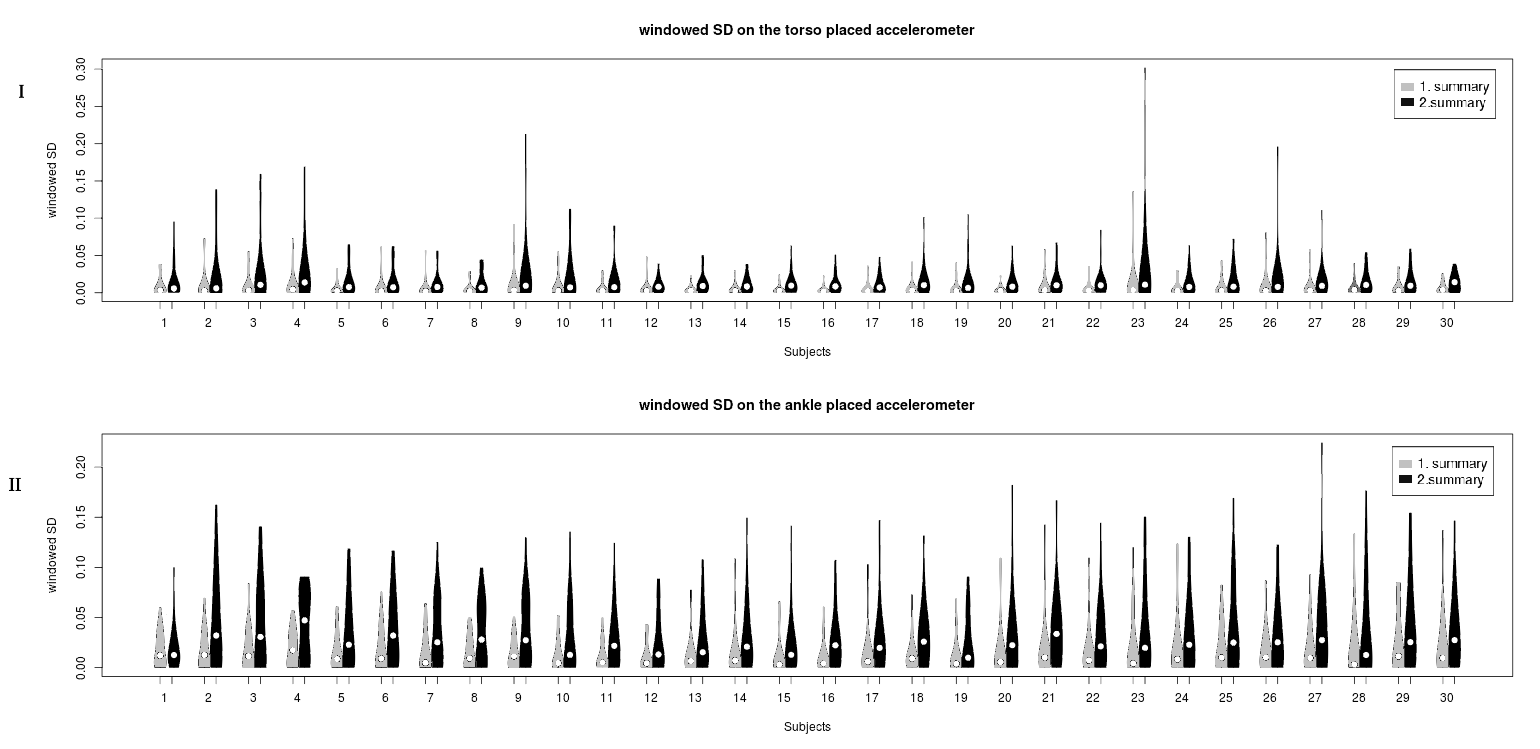 windowed SD on the torso placed accelerometer
I
windowed SD
0.00 0.05 0.10 0.15 0.20 0.25 0.30
1. summary
2.summary
1 2 3 4 5 6 7 8 9 10 11 12 13 14 15 16 17 18 19 20 21 22 23 24 25 26 27 28 29 30
Subjects
windowed SD on the ankle placed accelerometer
II
windowed SD
0.00 0.05 0.10 0.15 0.20
1. summary
2.summary
1 2 3 4 5 6 7 8 9 10 11 12 13 14 15 16 17 18 19 20 21 22 23 24 25 26 27 28 29 30
Subjects